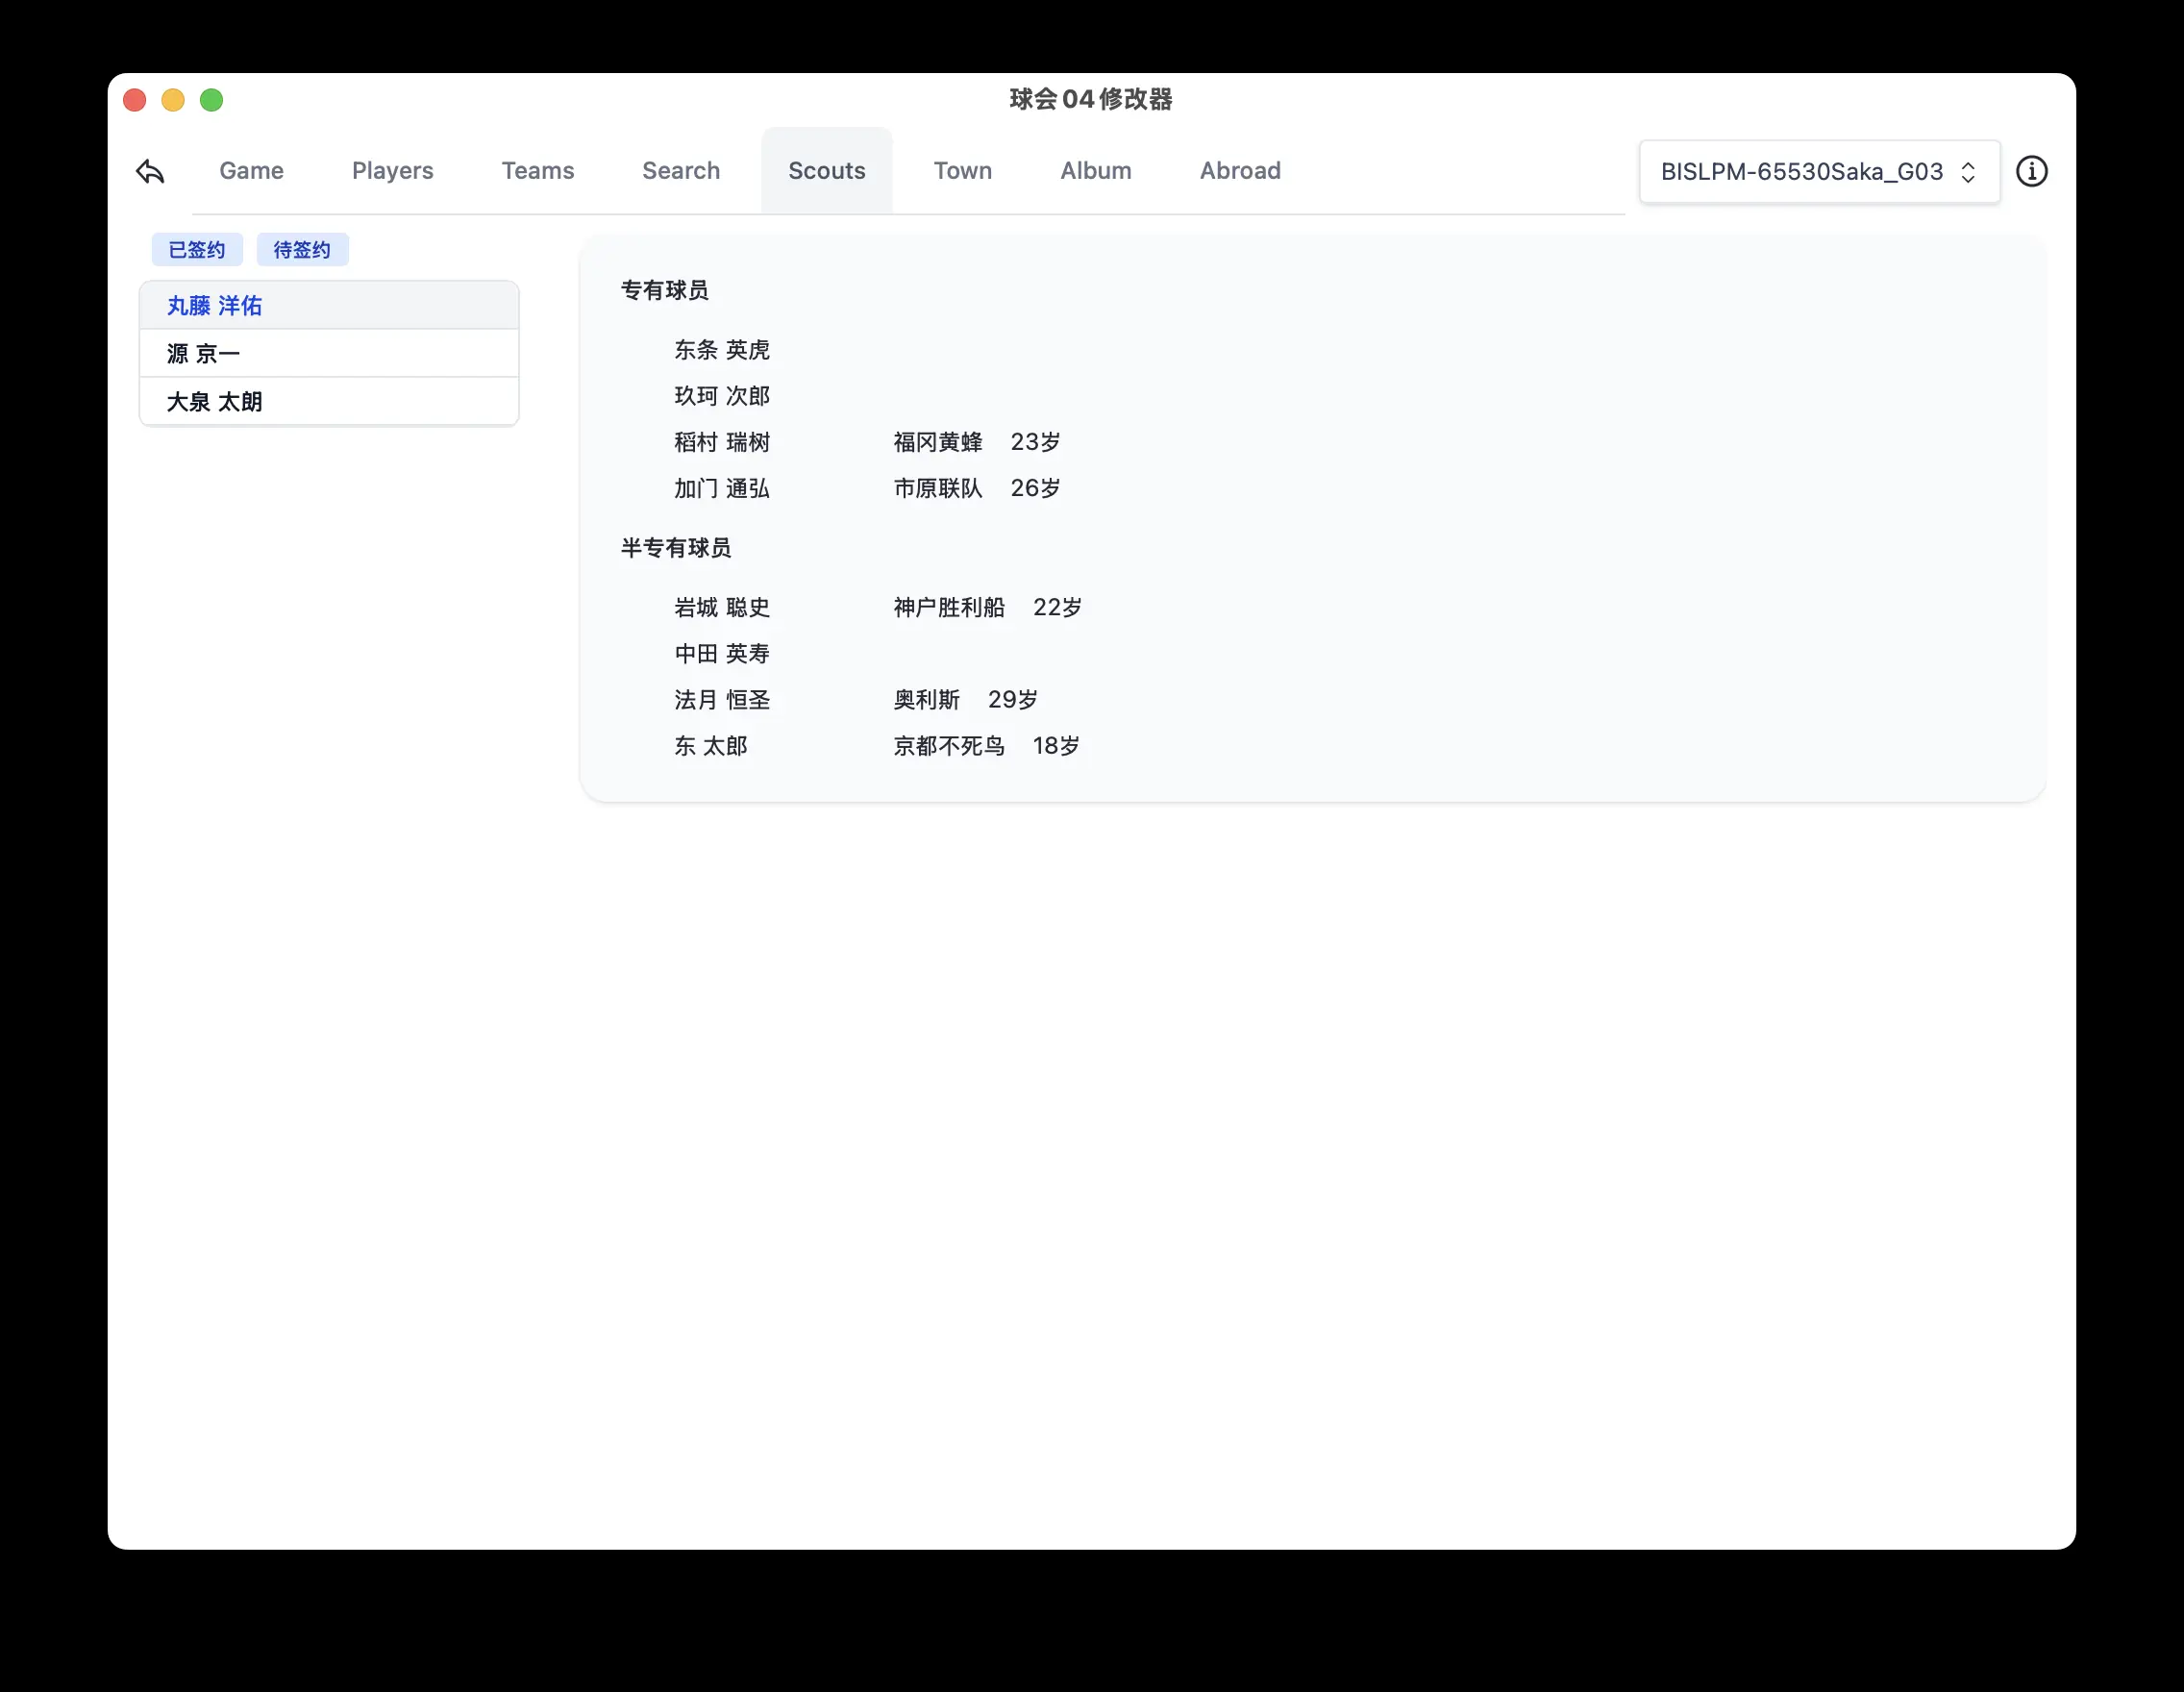 球会04修改器
Game Players Teams Search Scouts Town Album Abroad BISLPM-65530Saka_G03
已签约 待签约
丸藤 洋佑
源 京一
大泉 太朗
专有球员
东条 英虎
玖珂 次郎
稻村 瑞树 福冈黄蜂 23岁
加门 通弘 市原联队 26岁
半专有球员
岩城 聪史 神户胜利船 22岁
中田 英寿
法月 恒圣 奥利斯 29岁
东 太郎 京都不死鸟 18岁